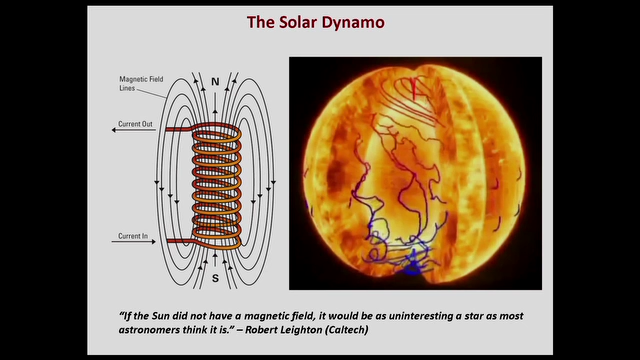 The Solar Dynamo
Magnetic Field
Lines
N
Current Out
Current In
S
“If the Sun did not have a magnetic field, it would be as uninteresting a star as most
astronomers think it is.” – Robert Leighton (Caltech)